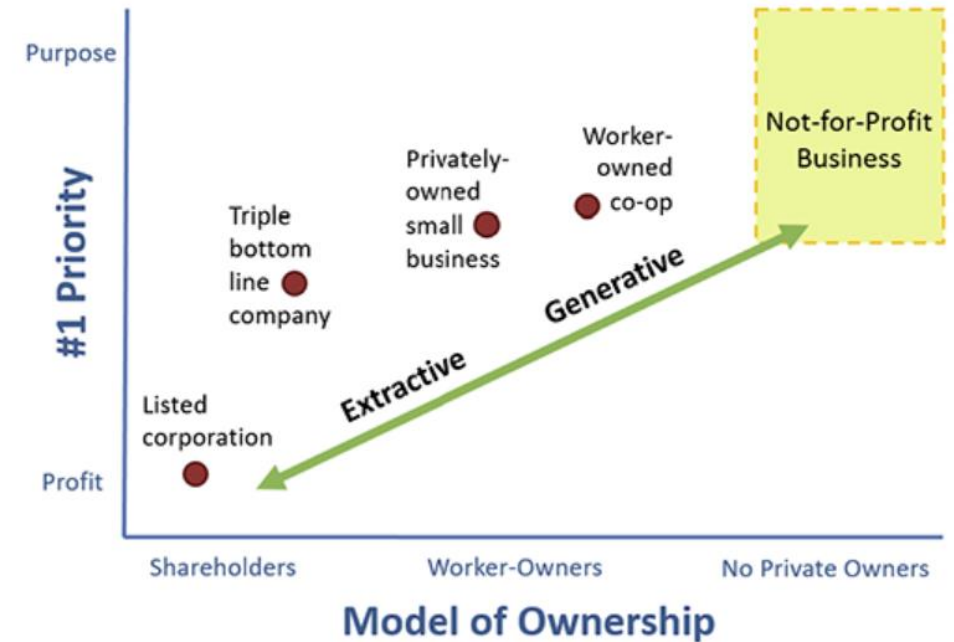 Purpose
#1 Priority
Profit
Listed
corporation
Triple
bottom
line
company
Privately-
owned
small
business
Worker-
owned
co-op
Not-for-Profit
Business
Extractive
Generative
Shareholders
Worker-Owners
No Private Owners
Model of Ownership